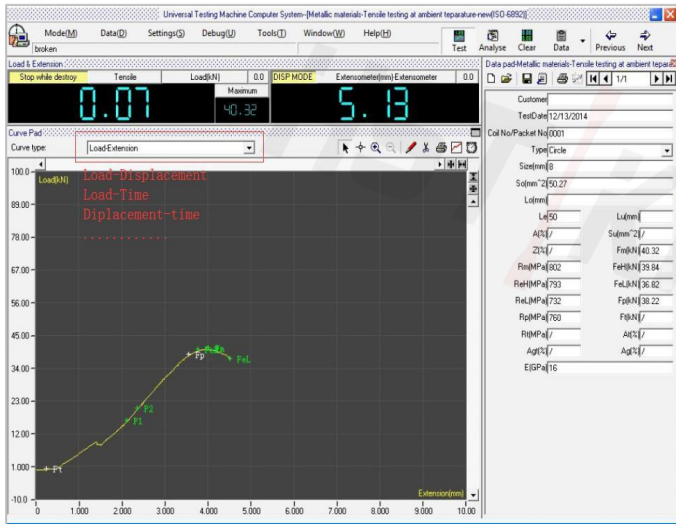 Universal Testing Machine Computer System-[Metallic materials-Tensile testing at ambient teparature-new(ISO-6892)]
Mode(M) Data(D) Settings(S) Debug(U) Tools(T) Window(W) Help(H)
broken
Test Analyse Clear Data Previous Next
Load & Extension
Stop while destroy Tensile Load(kN) 0.0 DISP MODE Extensometer(mm)-Extensometer 0.0
Maximum
0.07 40.32 5.13
Curve Pad
Curve type: Load-Extension
Load-Displacement
Load-Time
Diplacement-time
............
Load(kN)
100.0
89.00
78.00
67.00
56.00
45.00
34.00
23.00
12.00
1.000
-10.0
Fp
FeL
P2
P1
Ft
Extension(mm)
0 1.000 2.000 3.000 4.000 5.000 6.000 7.000 8.000 9.000 10.00
Data pad-Metallic materials-Tensile testing at ambient tepara
1/1
Customer
TestDate 12/13/2014
Coil No/Packet No 0001
Type Circle
Size(mm) 8
So(mm^2) 50.27
Lo(mm)
Le 50 Lu(mm)
A(%) / Su(mm^2) /
Z(%) / Fm(kN) 40.32
Rm(MPa) 802 FeH(kN) 39.84
ReH(MPa) 793 FeL(kN) 36.82
ReL(MPa) 732 Fp(kN) 38.22
Rp(MPa) 760 Ft(kN) /
Rt(MPa) / At(%) /
Agt(%) / Ag(%) /
E(GPa) 16